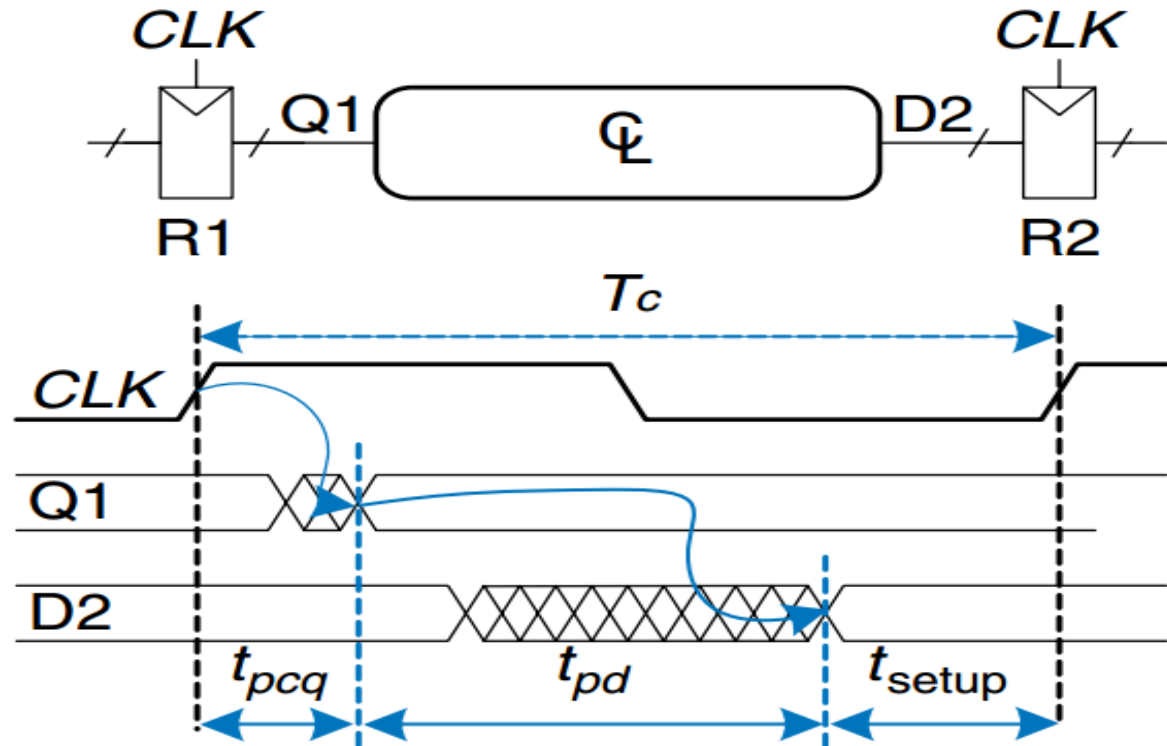 CLK CLK
Q1 CL D2
R1 R2
Tc
CLK
Q1
D2
tpcq tpd tsetup